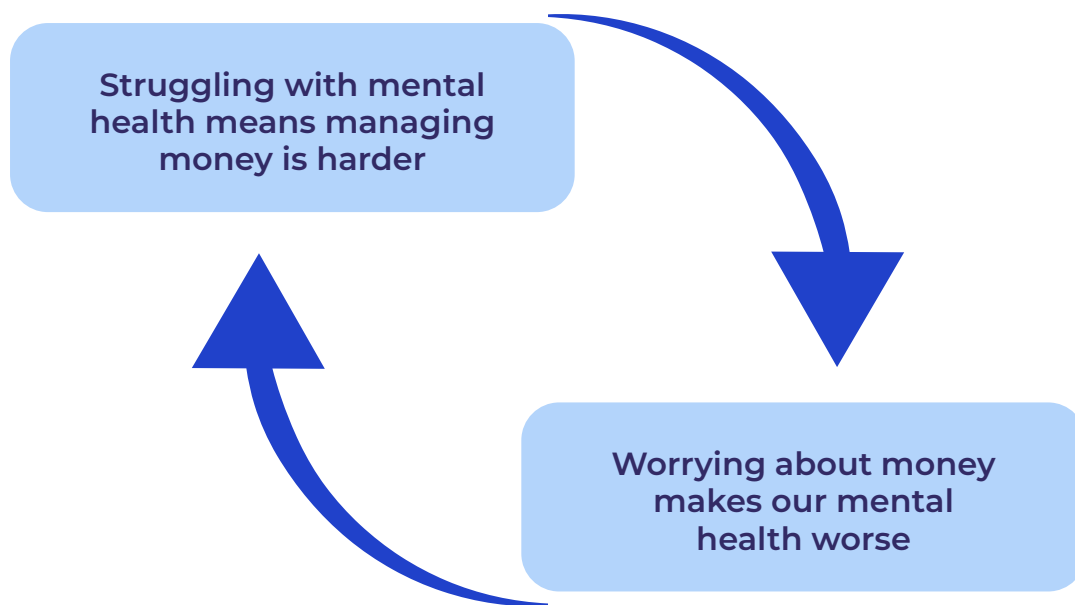 Struggling with mental
health means managing
money is harder
Worrying about money
makes our mental
health worse